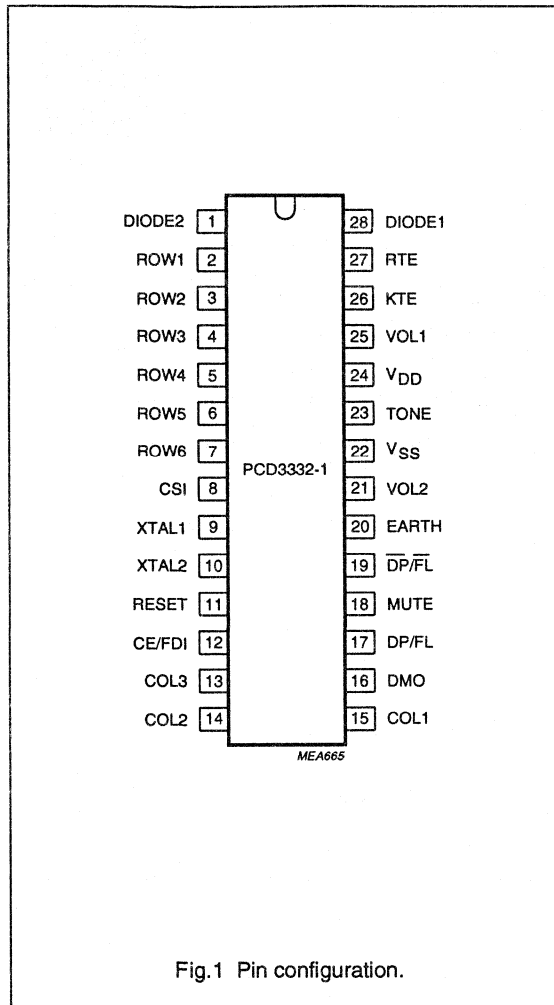 DIODE2 1 28 DIODE1
ROW1 2 27 RTE
ROW2 3 26 KTE
ROW3 4 25 VOL1
ROW4 5 24 VDD
ROW5 6 23 TONE
ROW6 7 22 VSS
PCD3332-1
CSI 8 21 VOL2
XTAL1 9 20 EARTH
XTAL2 10 19 D̅P̅/F̅L̅
RESET 11 18 MUTE
CE/FDI 12 17 DP/FL
COL3 13 16 DMO
COL2 14 15 COL1
MEA665
Fig.1 Pin configuration.